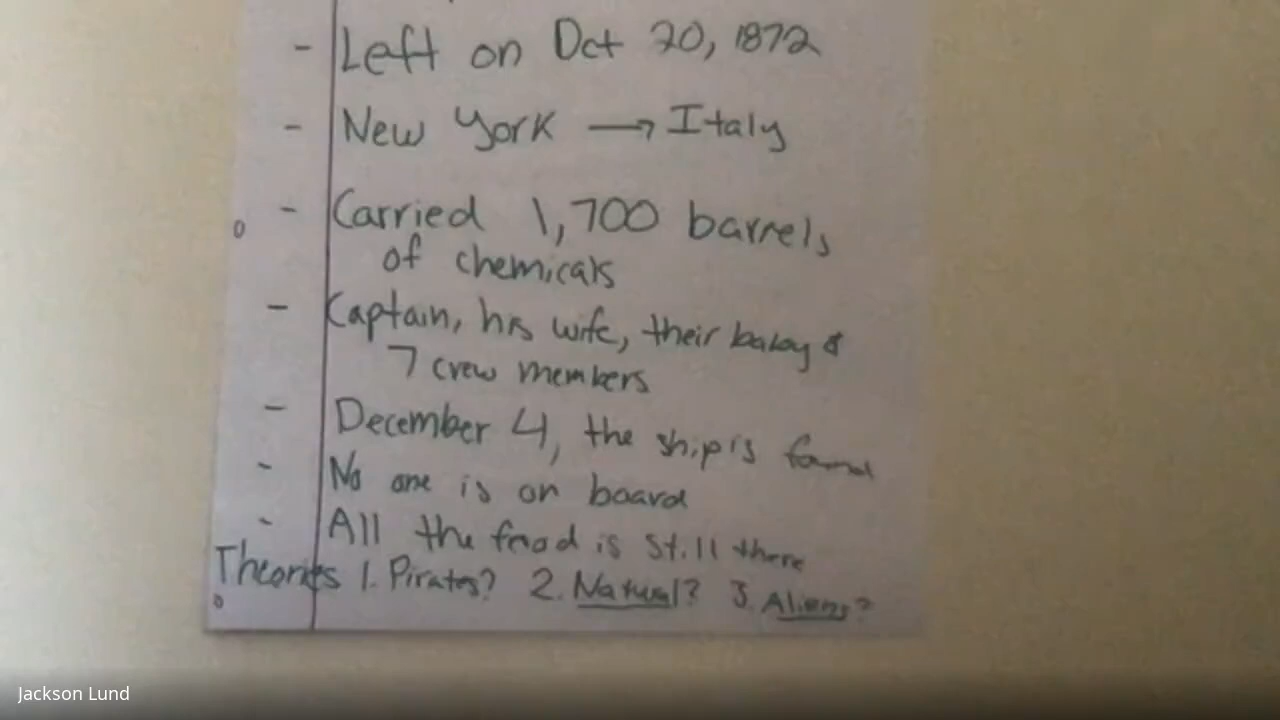 - Left on Oct 20, 1872
- New York → Italy
- Carried 1,700 barrels
of chemicals
- Captain, his wife, their baby &
7 crew members
- December 4, the ship is found
- No one is on board
- All the food is still there
Theories 1. Pirates? 2. Natural? 3. Aliens?
Jackson Lund